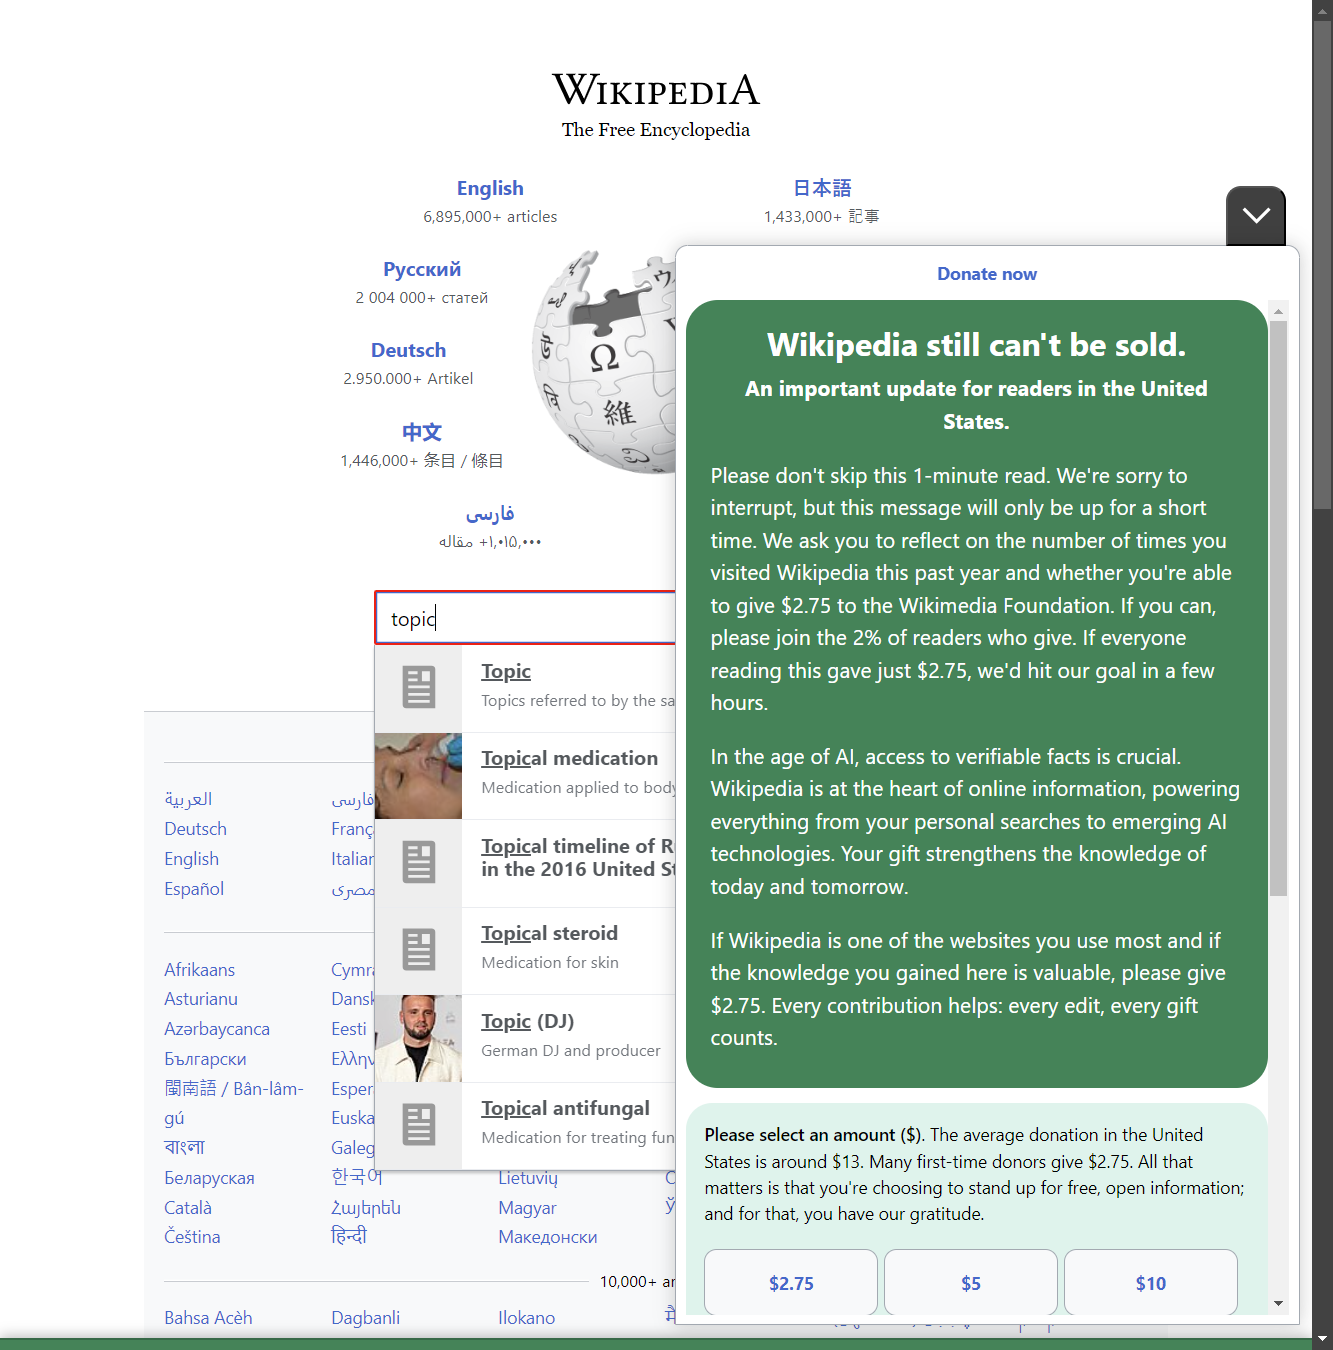 WIKIPEDIA
The Free Encyclopedia
English
6,895,000+ articles
日本語
1,433,000+ 記事
Русский
2 004 000+ статей
Deutsch
2.950.000+ Artikel
中文
1,446,000+ 条目 / 條目
فارسی
۱٬۰۱۵٬۰۰۰+ مقاله
topic
Topic
Topics referred to by the sa
Topical medication
Medication applied to body
Topical timeline of R
in the 2016 United St
Topical steroid
Medication for skin
Topic (DJ)
German DJ and producer
Topical antifungal
Medication for treating fun
Donate now
Wikipedia still can't be sold.
An important update for readers in the United
States.
Please don't skip this 1-minute read. We're sorry to
interrupt, but this message will only be up for a short
time. We ask you to reflect on the number of times you
visited Wikipedia this past year and whether you're able
to give $2.75 to the Wikimedia Foundation. If you can,
please join the 2% of readers who give. If everyone
reading this gave just $2.75, we'd hit our goal in a few
hours.
In the age of AI, access to verifiable facts is crucial.
Wikipedia is at the heart of online information, powering
everything from your personal searches to emerging AI
technologies. Your gift strengthens the knowledge of
today and tomorrow.
If Wikipedia is one of the websites you use most and if
the knowledge you gained here is valuable, please give
$2.75. Every contribution helps: every edit, every gift
counts.
Please select an amount ($). The average donation in the United
States is around $13. Many first-time donors give $2.75. All that
matters is that you're choosing to stand up for free, open information;
and for that, you have our gratitude.
$2.75
$5
$10
العربية
Deutsch
English
Español
فارسی
Franç
Italiar
مصرى
Afrikaans
Asturianu
Azərbaycanca
Български
閩南語 / Bân-lâm-
gú
বাংলা
Беларуская
Català
Čeština
Cymra
Dansk
Eesti
Ελλην
Esper
Euska
Galeg
한국어
Հայերեն
हिन्दी
Lietuvių
Magyar
Македонски
10,000+ ar
Bahsa Acèh
Dagbanli
Ilokano